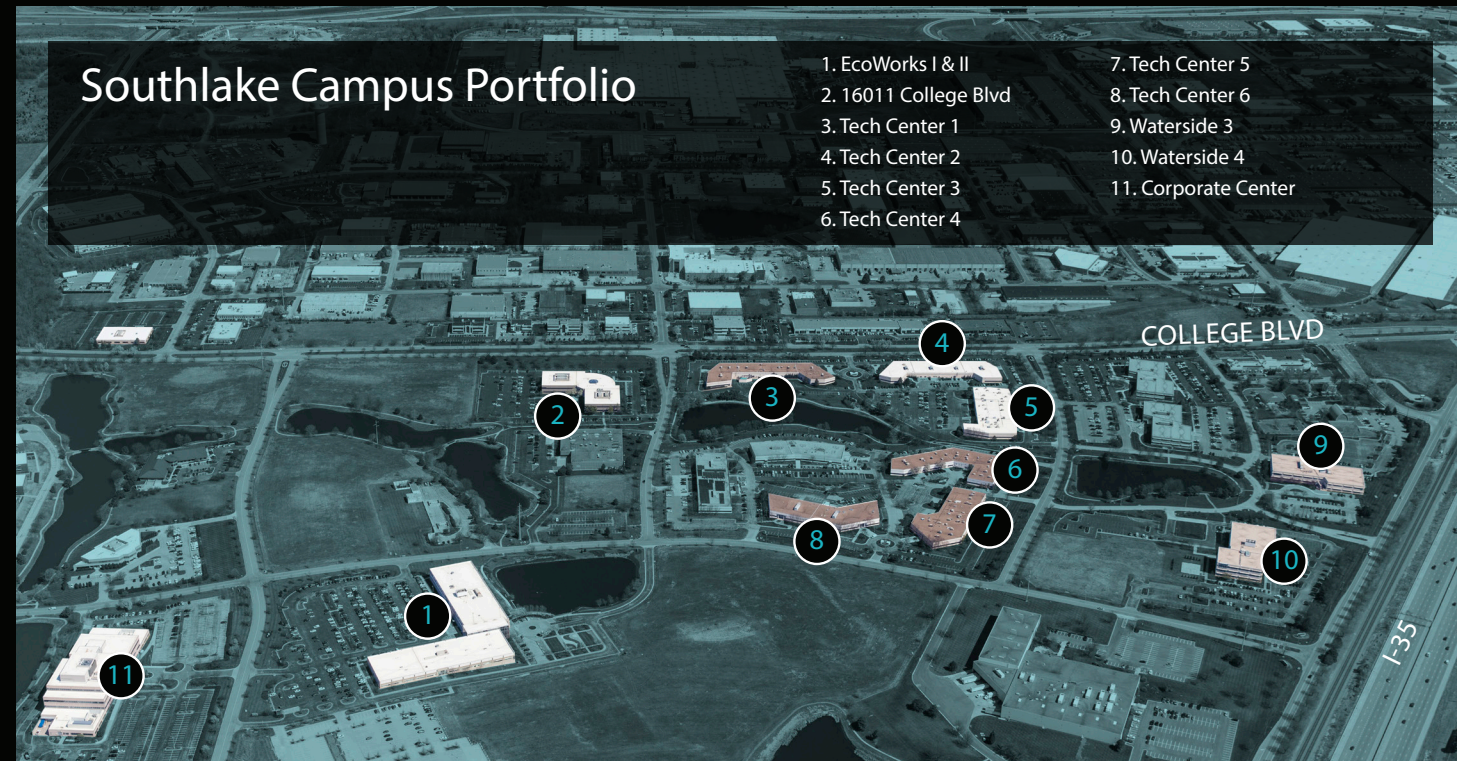 Southlake Campus Portfolio
1. EcoWorks I & II
2. 16011 College Blvd
3. Tech Center 1
4. Tech Center 2
5. Tech Center 3
6. Tech Center 4
7. Tech Center 5
8. Tech Center 6
9. Waterside 3
10. Waterside 4
11. Corporate Center
COLLEGE BLVD
4
3
2
5
9
6
7
8
10
1
I-35
11